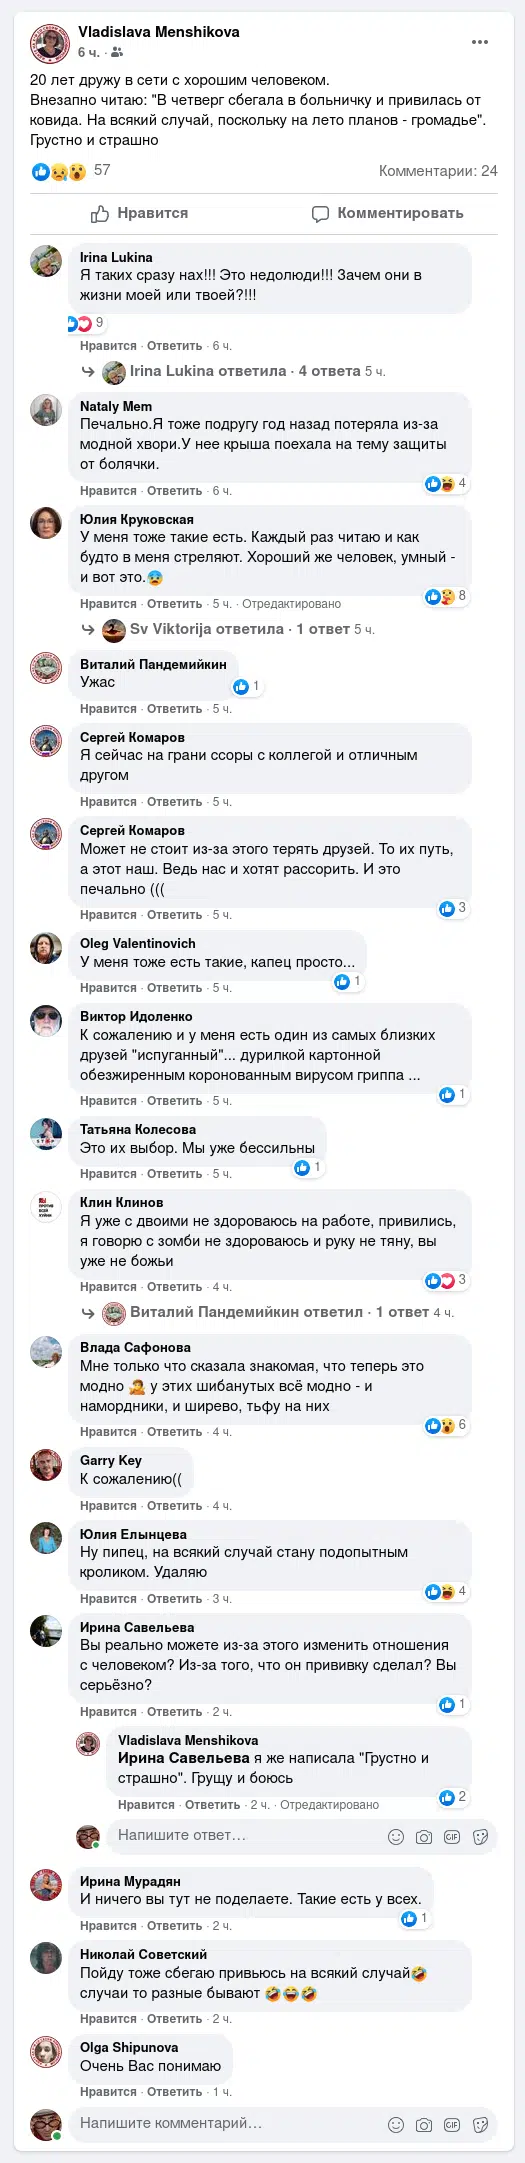 Vladislava Menshikova
6 ч. ·
20 лет дружу в сети с хорошим человеком.
Внезапно читаю: "В четверг сбегала в больничку и привилась от
ковида. На всякий случай, поскольку на лето планов - громадье".
Грустно и страшно
57
Комментарии: 24
Нравится
Комментировать
Irina Lukina
Я таких сразу нах!!! Это недолюди!!! Зачем они в
жизни моей или твоей?!!!
9
Нравится · Ответить · 6 ч.
Irina Lukina ответила · 4 ответа 5 ч.
Nataly Mem
Печально.Я тоже подругу год назад потеряла из-за
модной хвори.У нее крыша поехала на тему защиты
от болячки.
4
Нравится · Ответить · 6 ч.
Юлия Круковская
У меня тоже такие есть. Каждый раз читаю и как
будто в меня стреляют. Хороший же человек, умный -
и вот это.😰
8
Нравится · Ответить · 5 ч. · Отредактировано
Sv Viktorija ответила · 1 ответ 5 ч.
Виталий Пандемийкин
Ужас
1
Нравится · Ответить · 5 ч.
Сергей Комаров
Я сейчас на грани ссоры с коллегой и отличным
другом
Нравится · Ответить · 5 ч.
Сергей Комаров
Может не стоит из-за этого терять друзей. То их путь,
а этот наш. Ведь нас и хотят рассорить. И это
печально (((
3
Нравится · Ответить · 5 ч.
Oleg Valentinovich
У меня тоже есть такие, капец просто...
1
Нравится · Ответить · 5 ч.
Виктор Идоленко
К сожалению и у меня есть один из самых близких
друзей "испуганный"... дурилкой картонной
обезжиренным коронованным вирусом гриппа ...
1
Нравится · Ответить · 5 ч.
Татьяна Колесова
Это их выбор. Мы уже бессильны
1
Нравится · Ответить · 5 ч.
Клин Клинов
Я уже с двоими не здороваюсь на работе, привились,
я говорю с зомби не здороваюсь и руку не тяну, вы
уже не божьи
3
Нравится · Ответить · 4 ч.
Виталий Пандемийкин ответил · 1 ответ 4 ч.
Влада Сафонова
Мне только что сказала знакомая, что теперь это
модно 🤷 у этих шибанутых всё модно - и
намордники, и ширево, тьфу на них
6
Нравится · Ответить · 4 ч.
Garry Key
К сожалению((
Нравится · Ответить · 4 ч.
Юлия Елынцева
Ну пипец, на всякий случай стану подопытным
кроликом. Удаляю
4
Нравится · Ответить · 3 ч.
Ирина Савельева
Вы реально можете из-за этого изменить отношения
с человеком? Из-за того, что он прививку сделал? Вы
серьёзно?
1
Нравится · Ответить · 2 ч.
Vladislava Menshikova
Ирина Савельева я же написала "Грустно и
страшно". Грущу и боюсь
2
Нравится · Ответить · 2 ч. · Отредактировано
Напишите ответ…
GIF
Ирина Мурадян
И ничего вы тут не поделаете. Такие есть у всех.
1
Нравится · Ответить · 2 ч.
Николай Советский
Пойду тоже сбегаю привьюсь на всякий случай🤣
случаи то разные бывают 🤣😂🤣
Нравится · Ответить · 2 ч.
Olga Shipunova
Очень Вас понимаю
Нравится · Ответить · 1 ч.
Напишите комментарий…
GIF